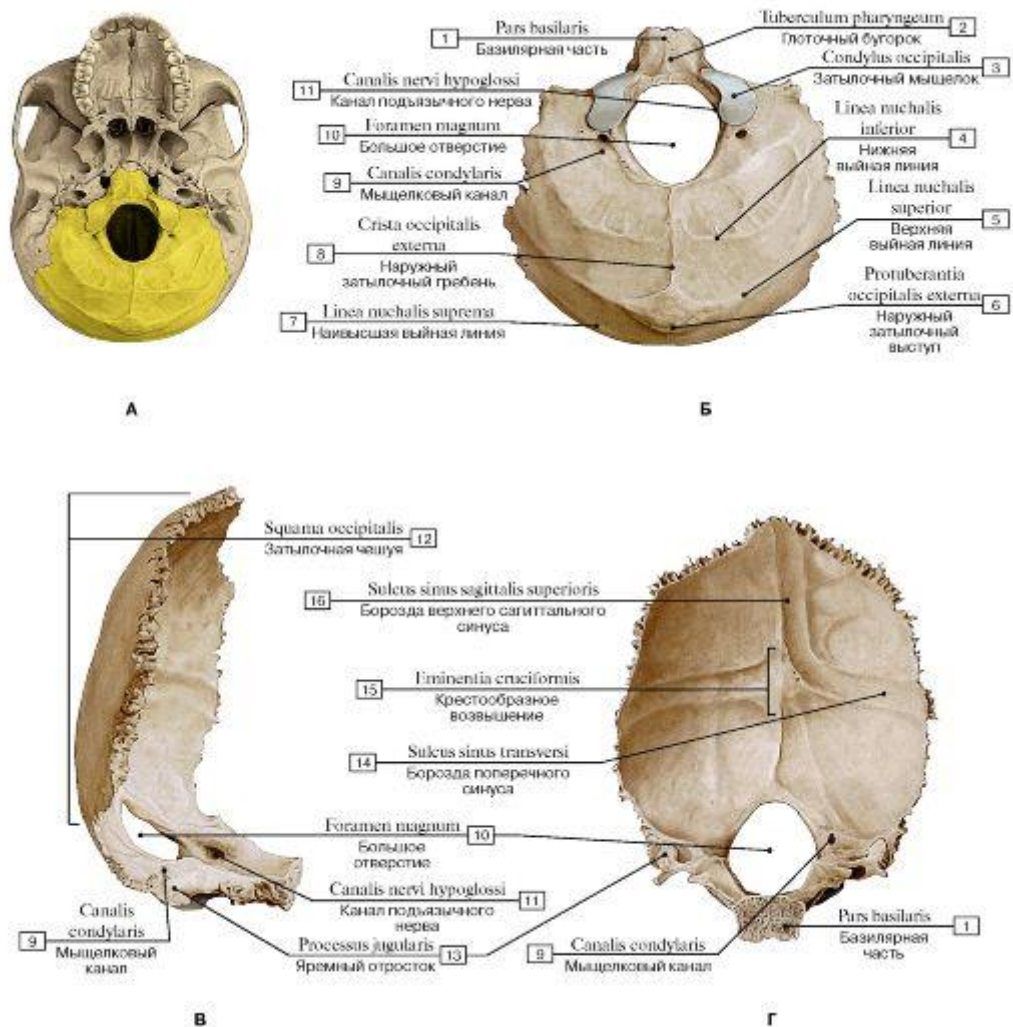 1
Pars basilaris
Базилярная часть
Tuberculum pharyngeum
2
Глоточный бугорок
Condylus occipitalis
3
Затылочный мыщелок
11
Canalis nervi hypoglossi
Канал подъязычного нерва
10
Foramen magnum
Большое отверстие
Linea nuchalis
inferior
4
Нижняя
выйная линия
9
Canalis condylaris
Мыщелковый канал
Linea nuchalis
superior
5
Верхняя
выйная линия
Crista occipitalis
externa
8
Наружный
затылочный гребень
Protuberantia
occipitalis externa
6
Наружный
затылочный
выступ
7
Linea nuchalis suprema
Наивысшая выйная линия
А
Б
Squama occipitalis
12
Затылочная чешуя
Sulcus sinus sagittalis superioris
16
Борозда верхнего сагиттального
синуса
Eminentia cruciformis
15
Крестообразное
возвышение
Sulcus sinus transversi
14
Борозда поперечного
синуса
Foramen magnum
10
Большое
отверстие
Canalis nervi hypoglossi
11
Канал подъязычного
нерва
Canalis
condylaris
9
Мыщелковый
канал
Processus jugularis
13
Яремный отросток
Canalis condylaris
9
Мыщелковый канал
Pars basilaris
1
Базилярная
часть
В
Г